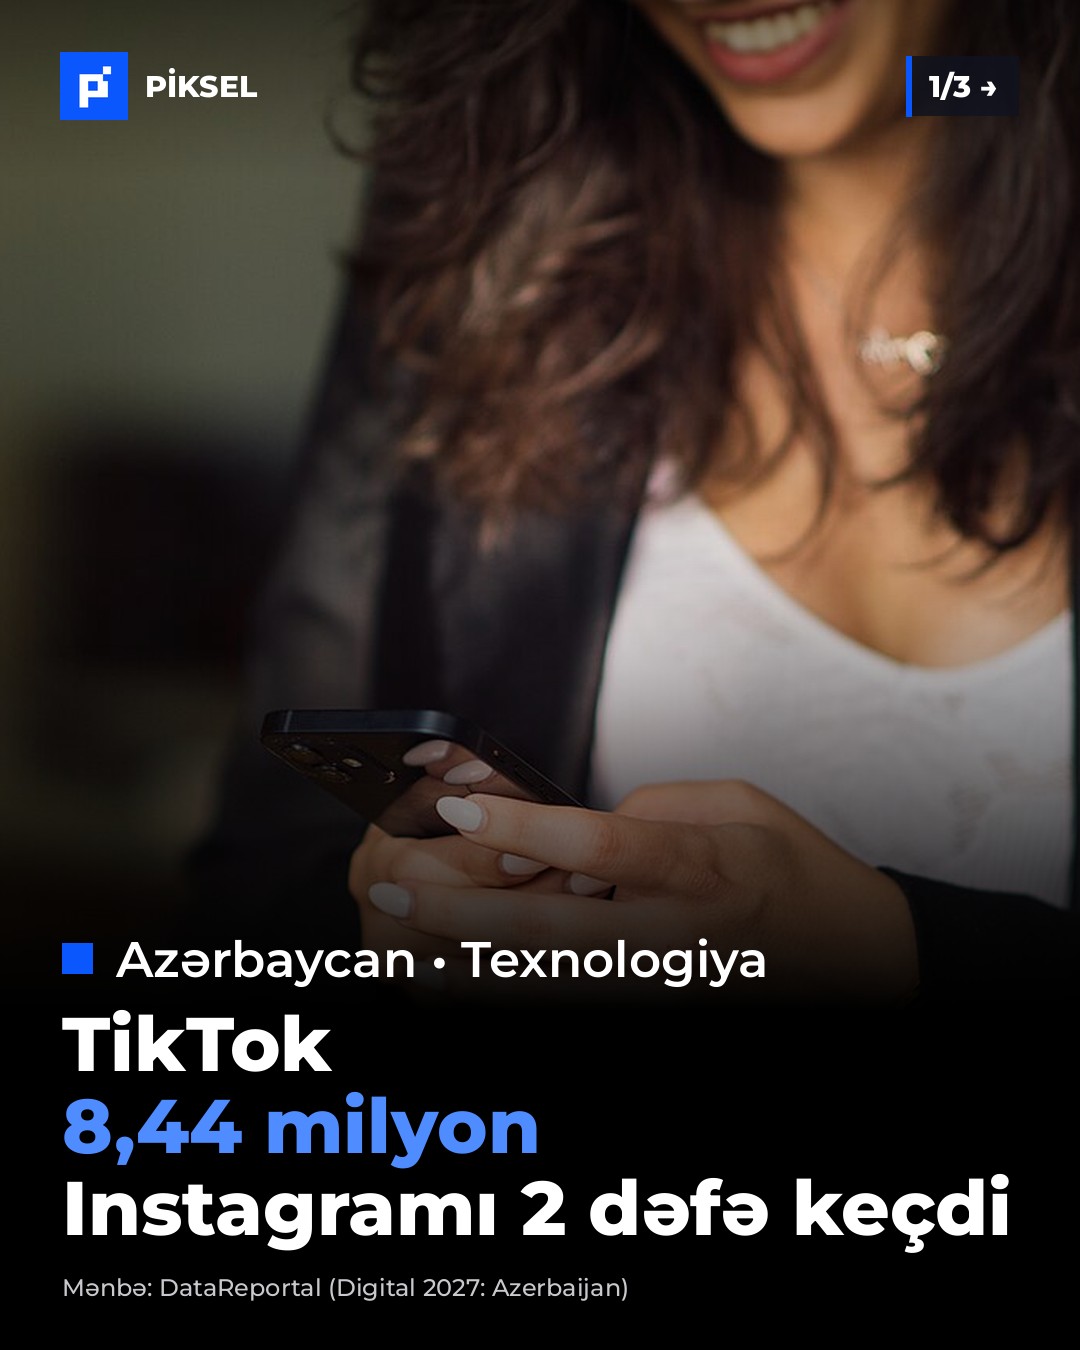 PİKSEL
1/3 →
Azərbaycan • Texnologiya
TikTok
8,44 milyon
Instagramı 2 dəfə keçdi
Mənbə: DataReportal (Digital 2027: Azerbaijan)